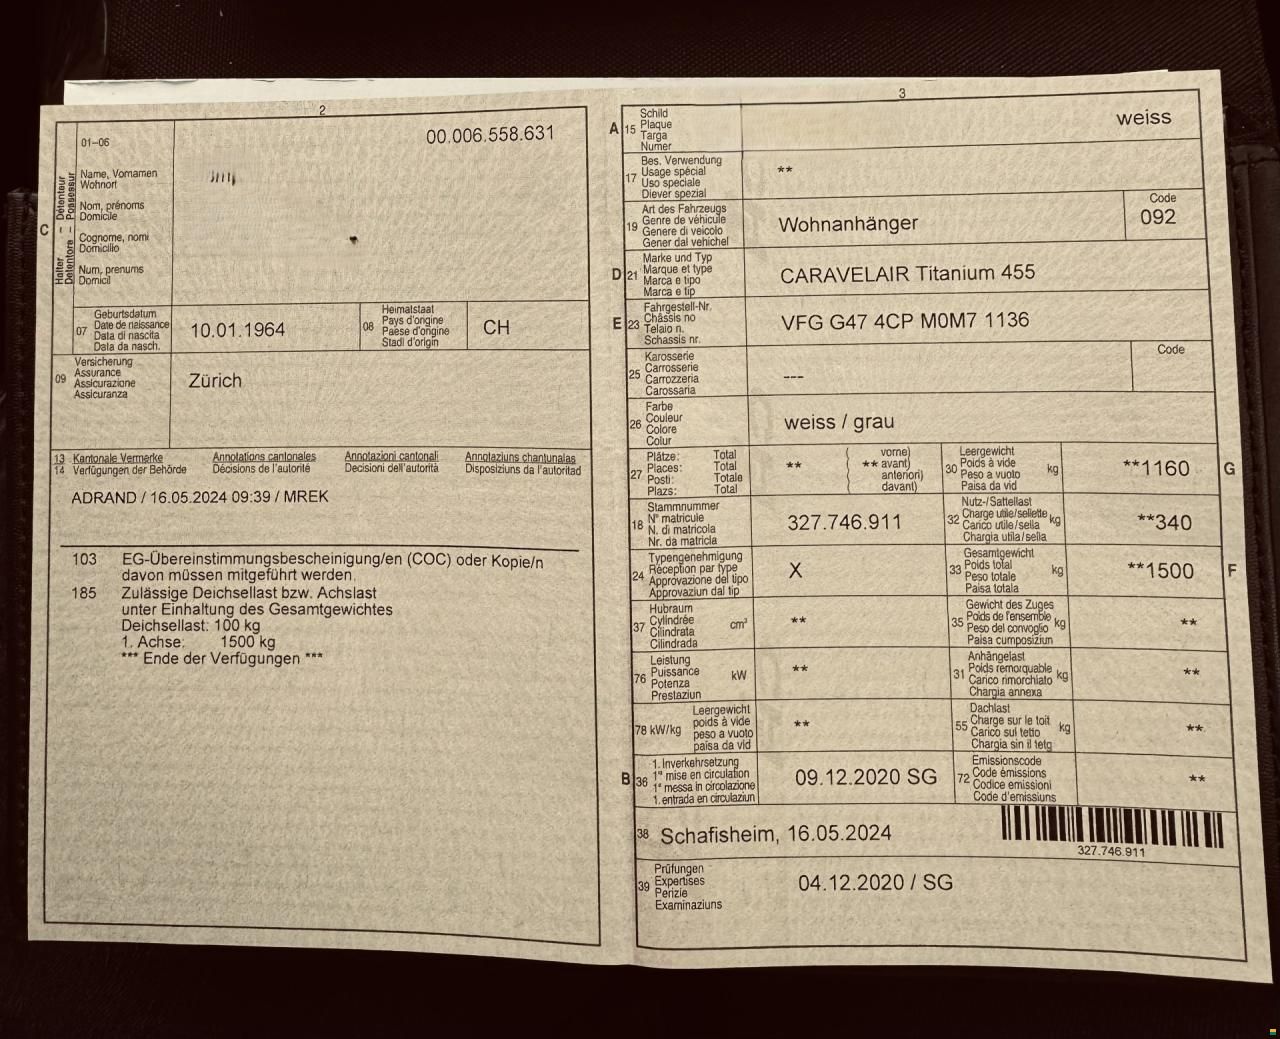 2
01–06
00.006.558.631
C
Halter – Détenteur
Detentore – Possessur
Name, Vornamen
Wohnort
Nom, prénoms
Domicile
Cognome, nomi
Domicilio
Num, prenums
Domicil
07
Geburtsdatum
Date de naissance
Data di nascita
Data da nasch.
10.01.1964
08
Heimatstaat
Pays d'origine
Paese d'origine
Stadi d'origin
CH
09
Versicherung
Assurance
Assicurazione
Assicuranza
Zürich
13 Kantonale Vermerke Annotations cantonales Annotazioni cantonali Annotaziuns chantunalas
14 Verfügungen der Behörde Décisions de l'autorité Decisioni dell'autorità Disposiziuns da l'autoritad
ADRAND / 16.05.2024 09:39 / MREK
103 EG-Übereinstimmungsbescheinigung/en (COC) oder Kopie/n
davon müssen mitgeführt werden.
185 Zulässige Deichsellast bzw. Achslast
unter Einhaltung des Gesamtgewichtes
Deichsellast: 100 kg
1. Achse: 1500 kg
*** Ende der Verfügungen ***
3
A 15
Schild
Plaque
Targa
Numer
weiss
17
Bes. Verwendung
Usage spécial
Uso speciale
Diever spezial
**
19
Art des Fahrzeugs
Genre de véhicule
Genere di veicolo
Gener dal vehichel
Wohnanhänger
Code
092
D 21
Marke und Typ
Marque et type
Marca e tipo
Marca e tip
CARAVELAIR Titanium 455
E 23
Fahrgestell-Nr.
Châssis no
Telaio n.
Schassis nr.
VFG G47 4CP M0M7 1136
25
Karosserie
Carrosserie
Carrozzeria
Carossaria
---
Code
26
Farbe
Couleur
Colore
Colur
weiss / grau
27
Plätze: Total
Places: Total
Posti: Totale
Plazs: Total
**
( vorne)
( ** avant)
( anteriori)
( davant)
30
Leergewicht
Poids à vide
Peso a vuoto
Paisa da vid
kg
**1160
G
18
Stammnummer
N° matricule
N. di matricola
Nr. da matricla
327.746.911
32
Nutz-/Sattellast
Charge utile/sellette
Carico utile/sella
Chargia utila/sella
kg
**340
24
Typengenehmigung
Réception par type
Approvazione del tipo
Approvaziun dal tip
X
33
Gesamtgewicht
Poids total
Peso totale
Paisa totala
kg
**1500
F
37
Hubraum
Cylindrée
Cilindrata
Cilindrada
cm³
**
35
Gewicht des Zuges
Poids de l'ensemble
Peso del convoglio
Paisa cumposiziun
kg
**
76
Leistung
Puissance
Potenza
Prestaziun
kW
**
31
Anhängelast
Poids remorquable
Carico rimorchiato
Chargia annexa
kg
**
78 kW/kg
Leergewicht
poids à vide
peso a vuoto
paisa da vid
**
55
Dachlast
Charge sur le toit
Carico sul tetto
Chargia sin il tetg
kg
**
B 36
1. Inverkehrsetzung
1re mise en circulation
1a messa in circolazione
1. entrada en circulaziun
09.12.2020 SG
72
Emissionscode
Code émissions
Codice emissioni
Code d'emissiuns
**
38
Schafisheim, 16.05.2024
327.746.911
39
Prüfungen
Expertises
Perizie
Examinaziuns
04.12.2020 / SG